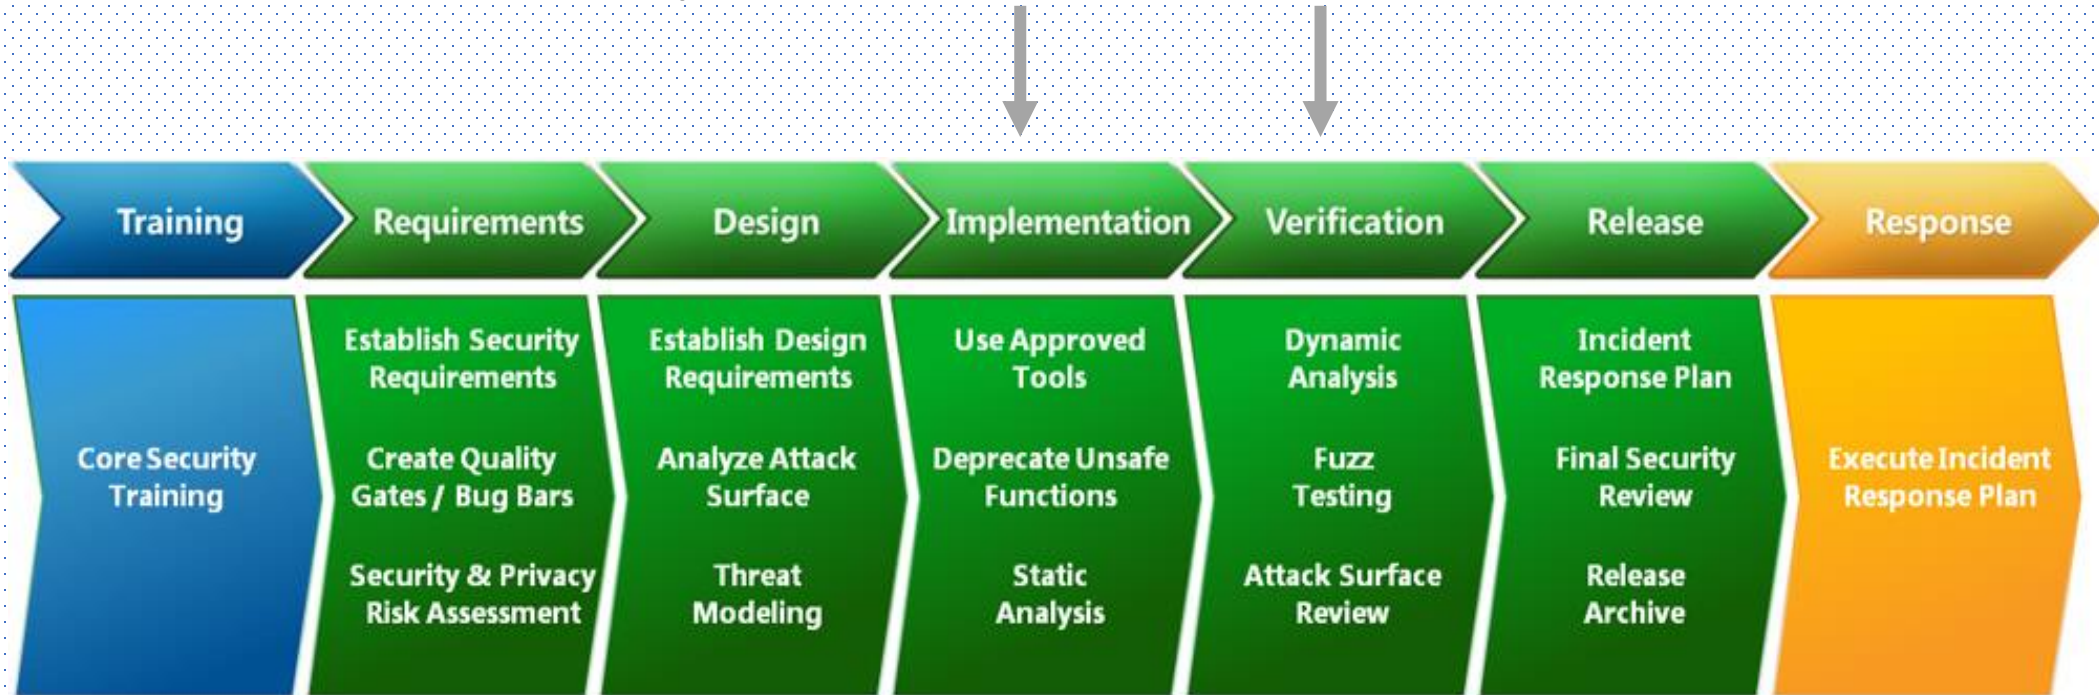 Training
Requirements
Design
Implementation
Verification
Release
Response
Core Security
Training
Establish Security
Requirements
Create Quality
Gates / Bug Bars
Security & Privacy
Risk Assessment
Establish Design
Requirements
Analyze Attack
Surface
Threat
Modeling
Use Approved
Tools
Deprecate Unsafe
Functions
Static
Analysis
Dynamic
Analysis
Fuzz
Testing
Attack Surface
Review
Incident
Response Plan
Final Security
Review
Release
Archive
Execute Incident
Response Plan